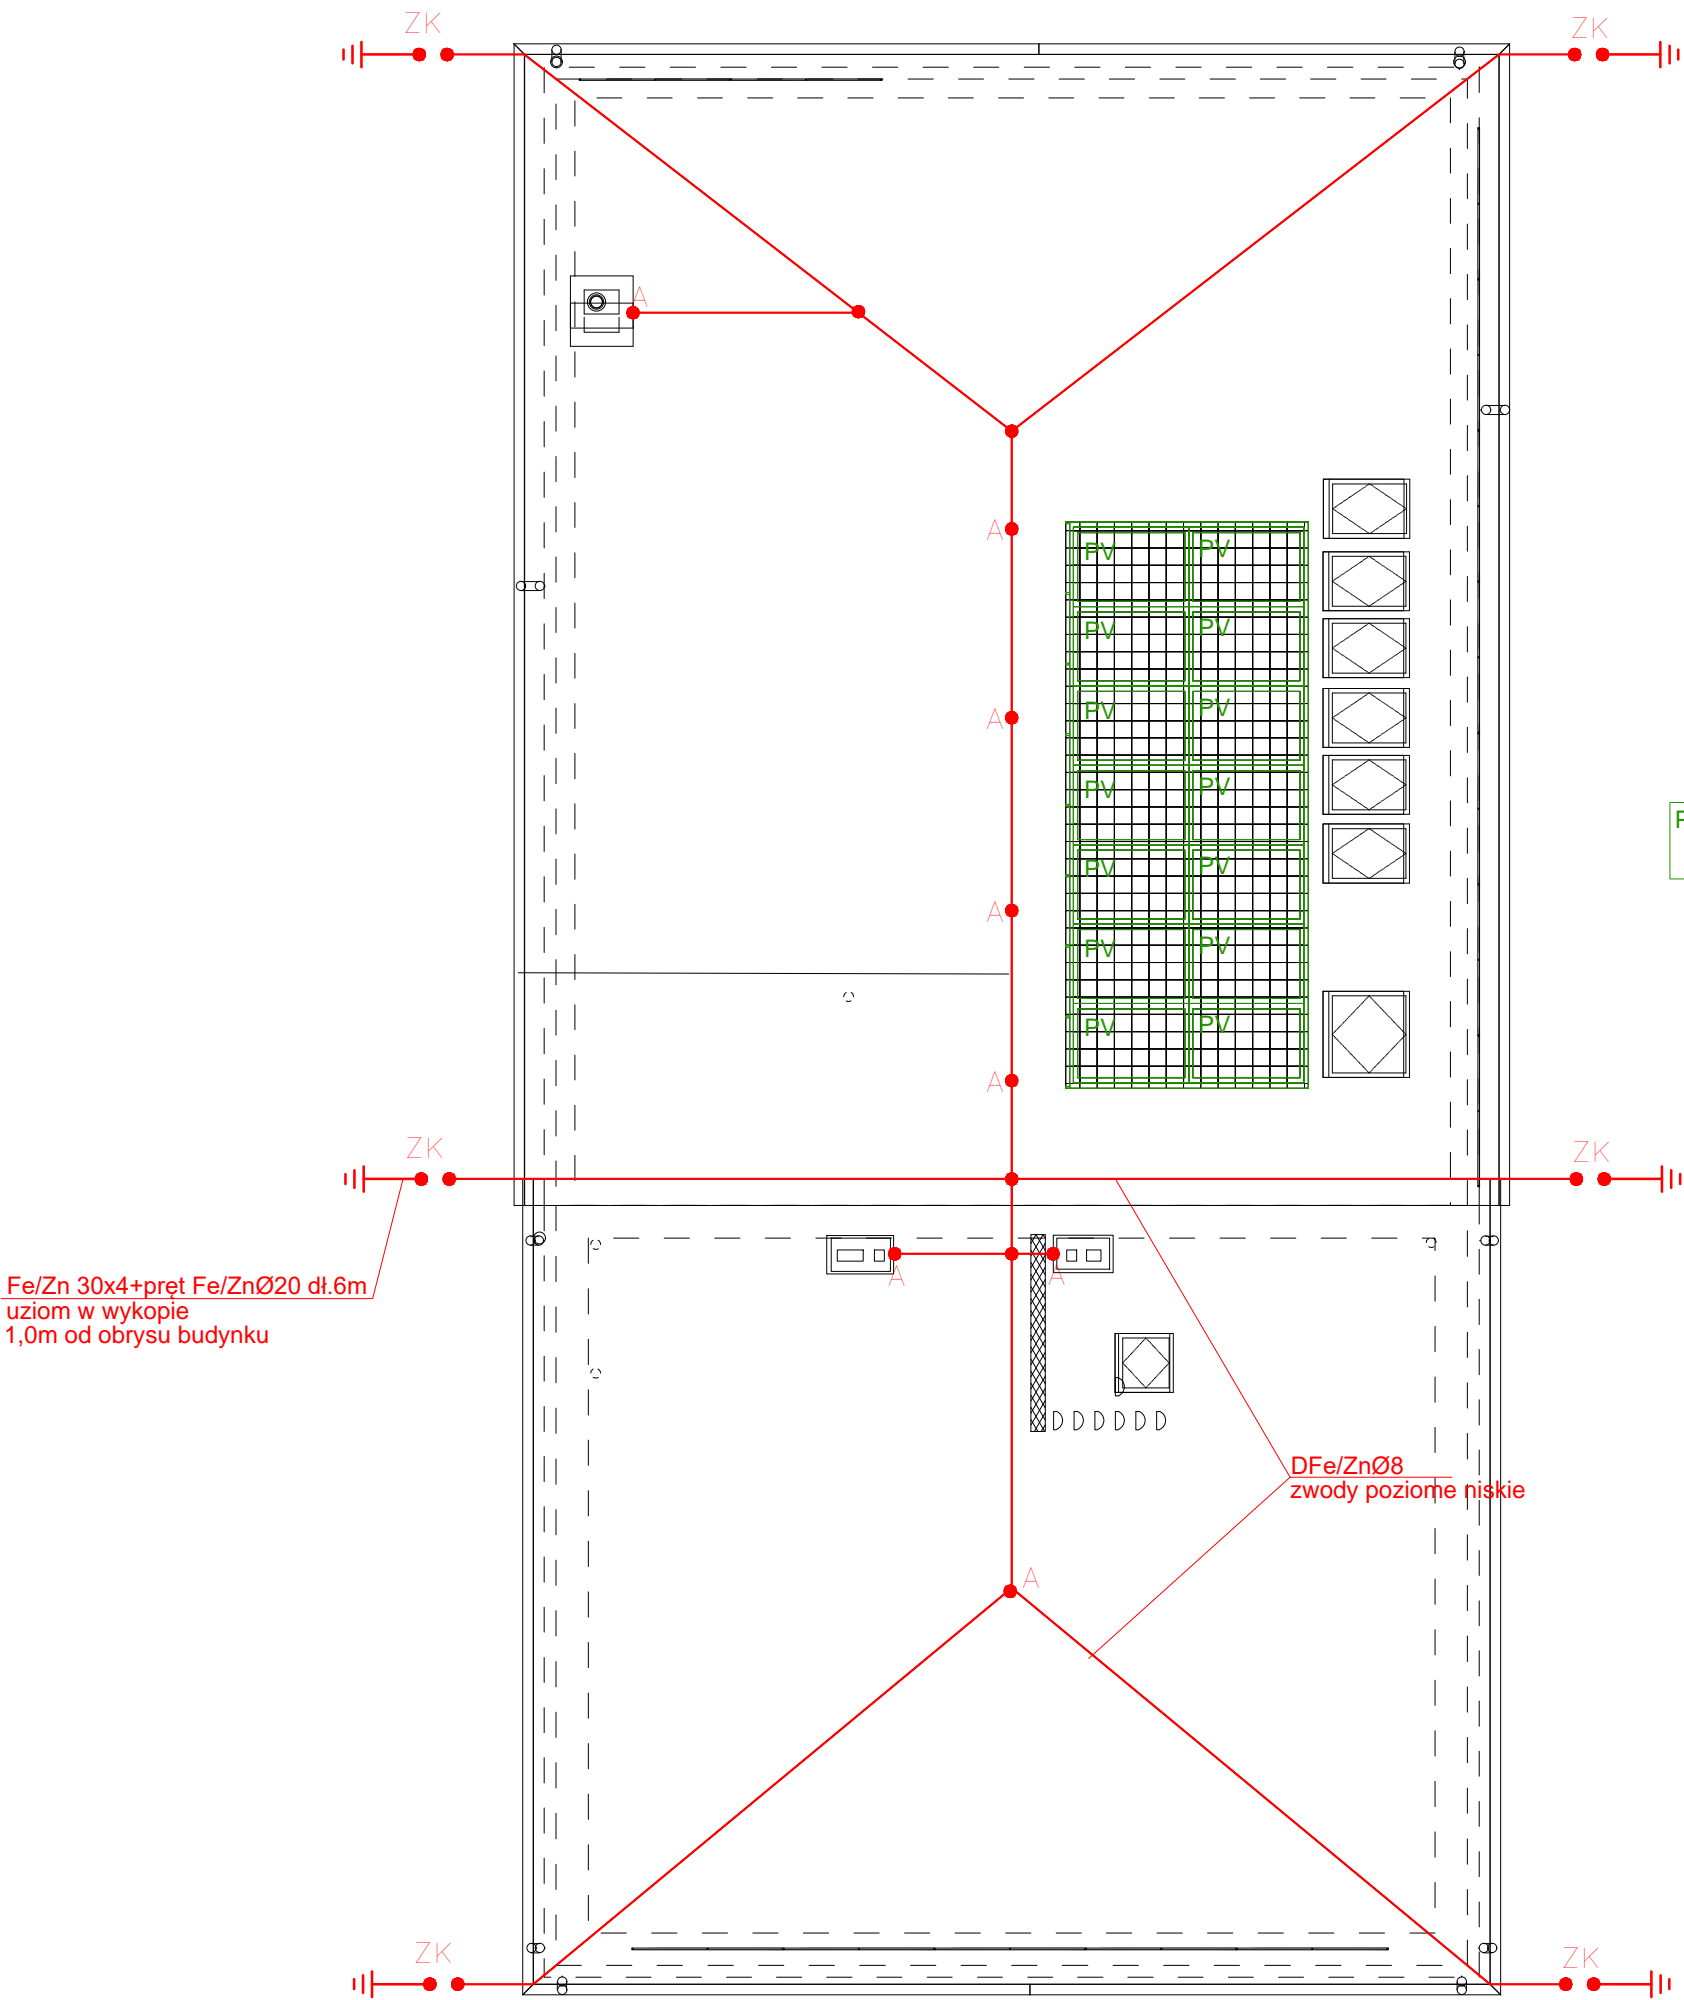 ZK
ZK
A
A
PV PV
PV PV
A
PV PV
PV PV
PV PV
A
PV PV
PV PV
A
ZK
ZK
A
A
Fe/Zn 30x4+pręt Fe/ZnØ20 dł.6m
uziom w wykopie
1,0m od obrysu budynku
DFe/ZnØ8
zwody poziome niskie
A
ZK
ZK